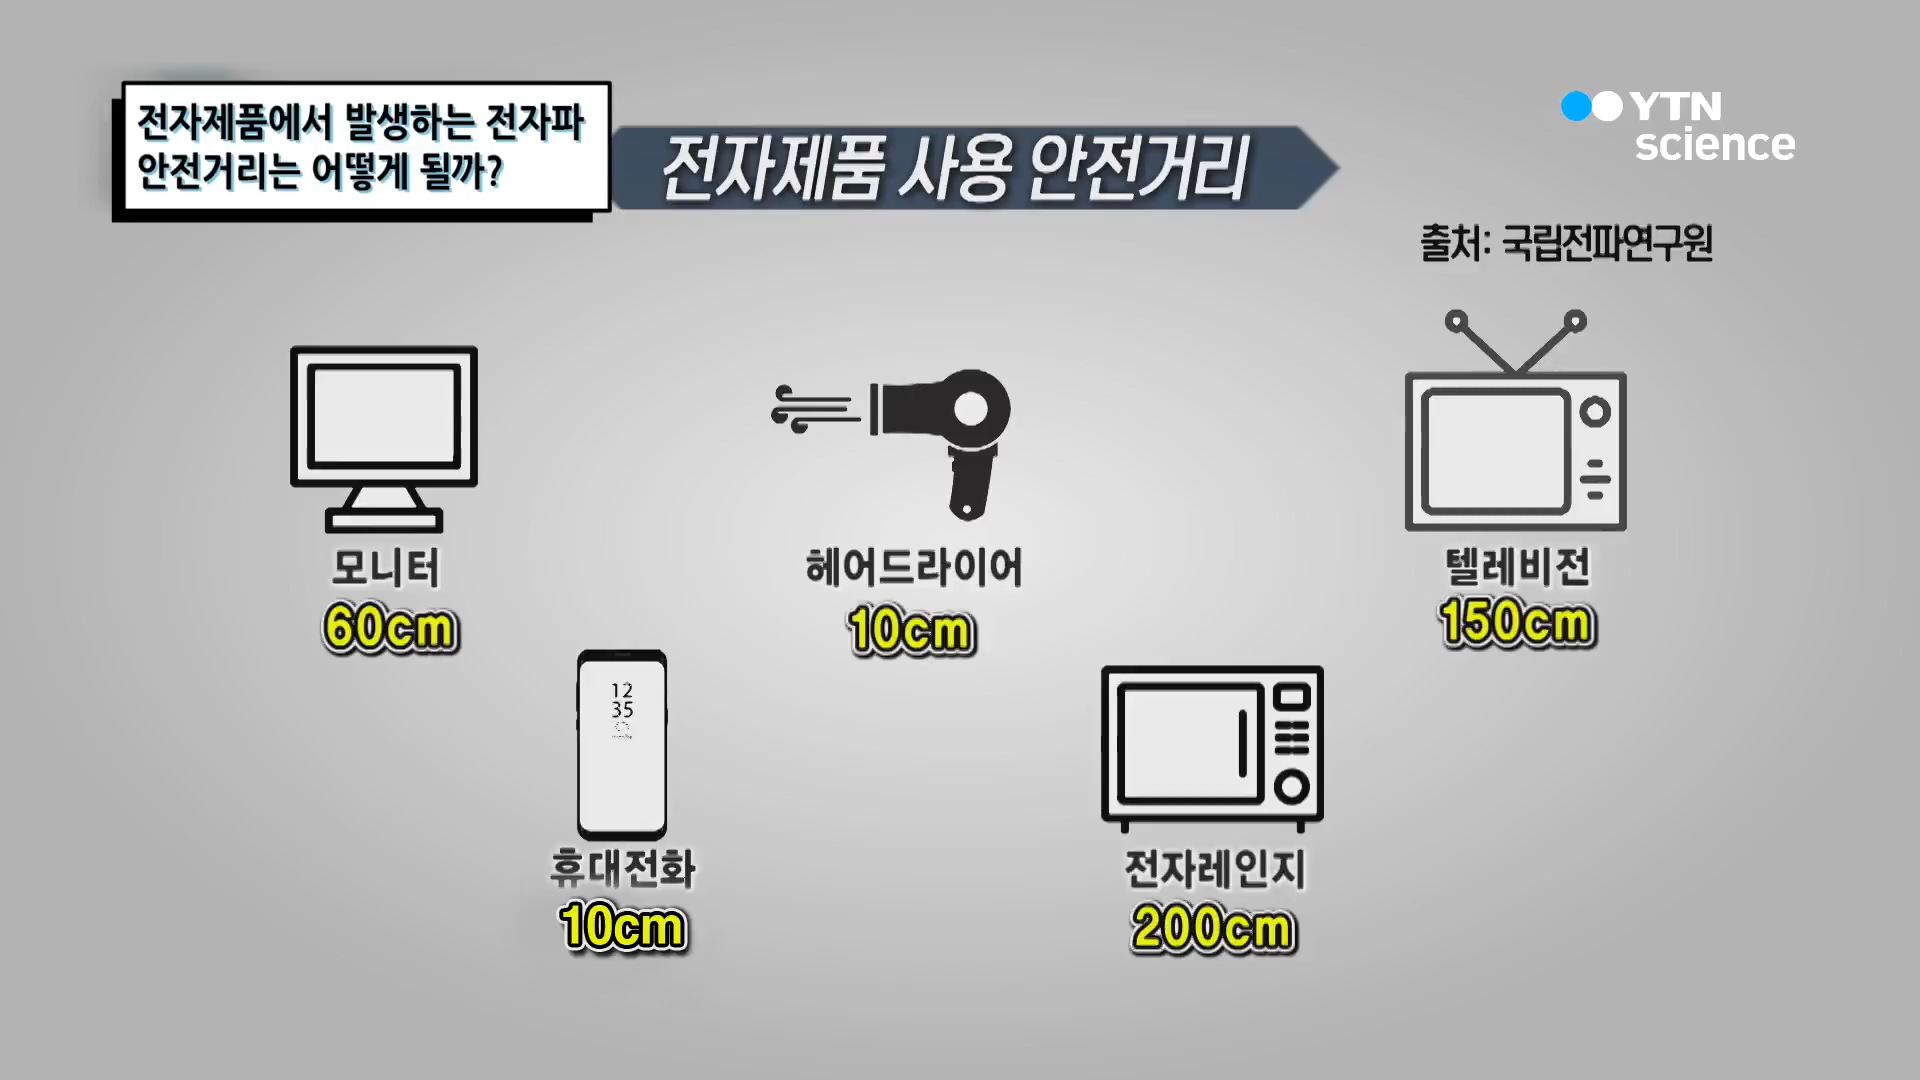 전자제품에서 발생하는 전자파
안전거리는 어떻게 될까?
전자제품 사용 안전거리
YTN
science
출처: 국립전파연구원
모니터
60cm
헤어드라이어
10cm
텔레비전
150cm
12
35
휴대전화
10cm
전자레인지
200cm